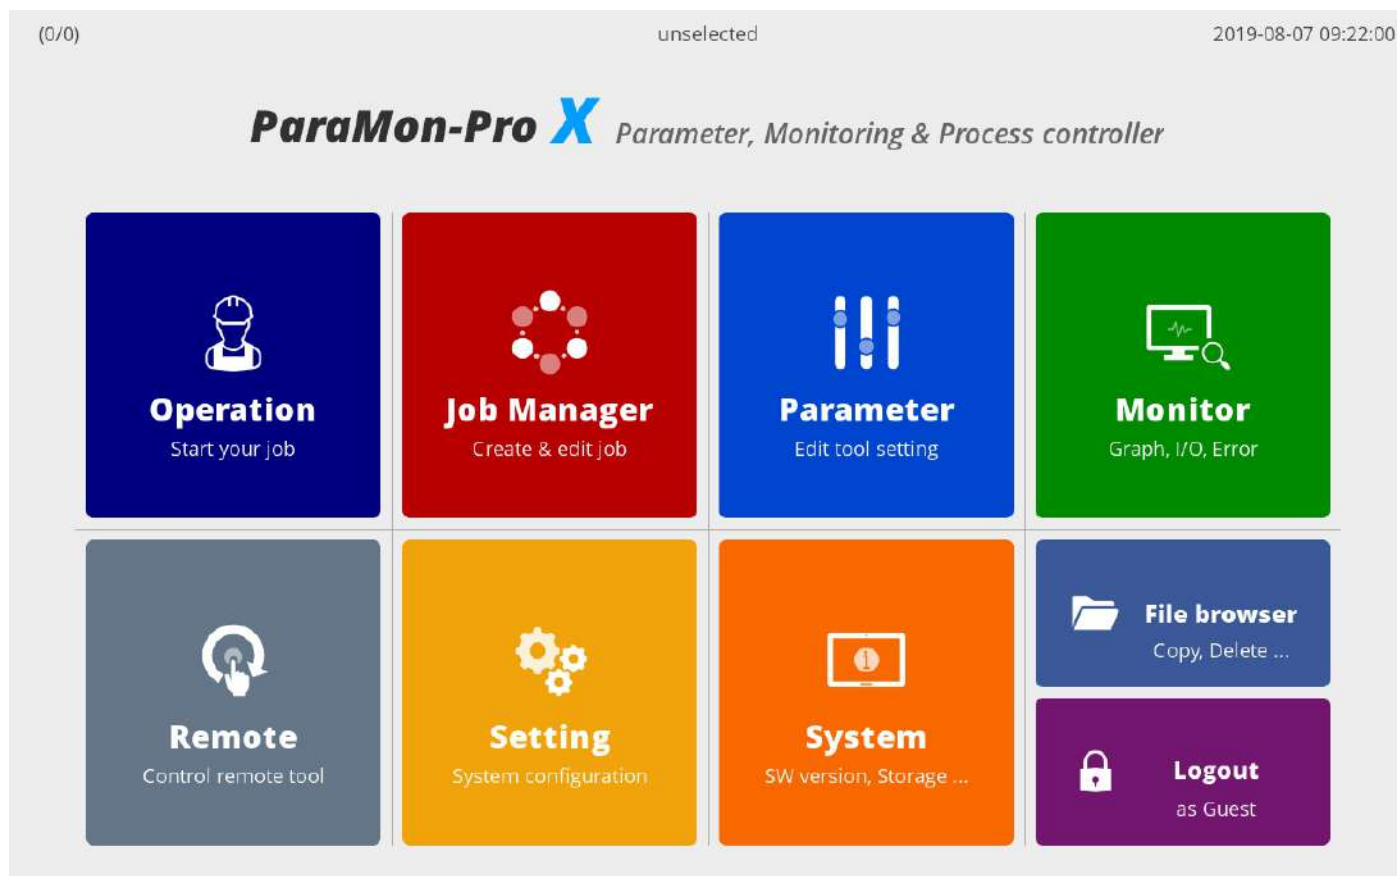 (0/0)
unselected
2019-08-07 09:22:00
ParaMon-Pro X Parameter, Monitoring & Process controller
Operation
Start your job
Job Manager
Create & edit job
Parameter
Edit tool setting
Monitor
Graph, I/O, Error
Remote
Control remote tool
Setting
System configuration
System
SW version, Storage ...
File browser
Copy, Delete ...
Logout
as Guest